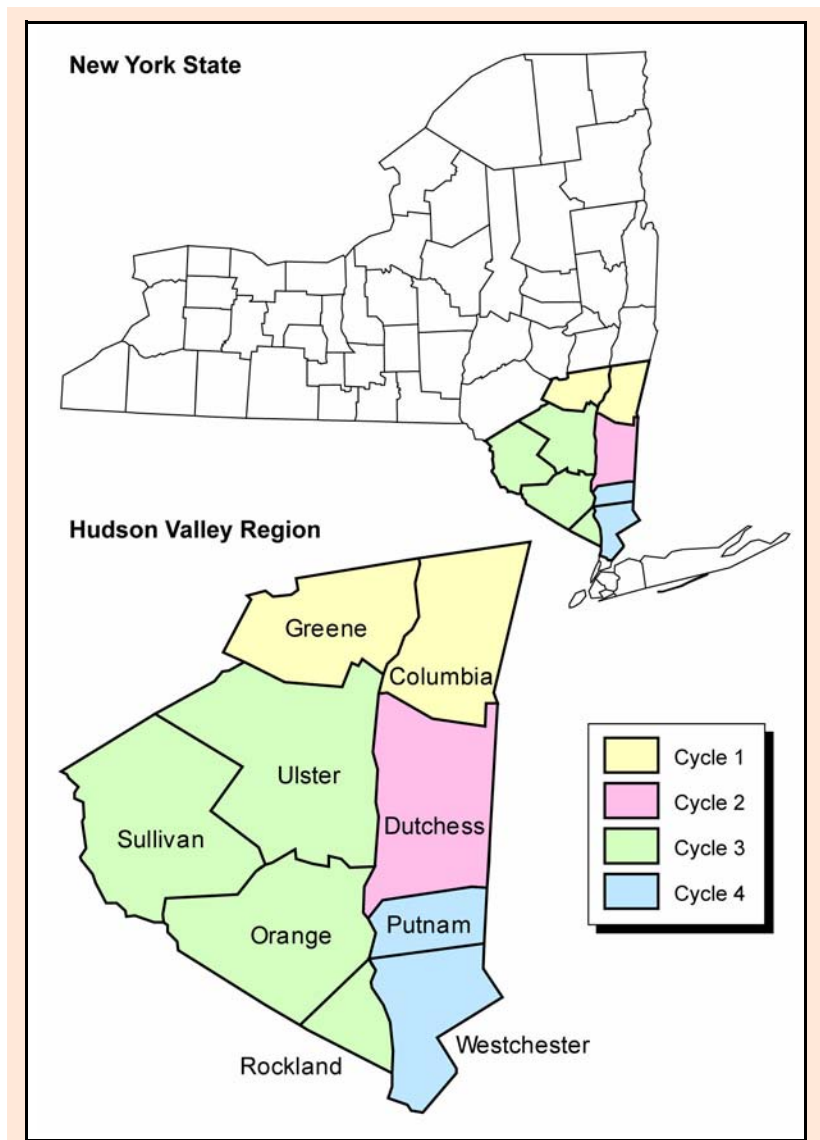 New York State
Hudson Valley Region
Greene
Columbia
Ulster
Dutchess
Sullivan
Putnam
Orange
Westchester
Rockland
Cycle 1
Cycle 2
Cycle 3
Cycle 4